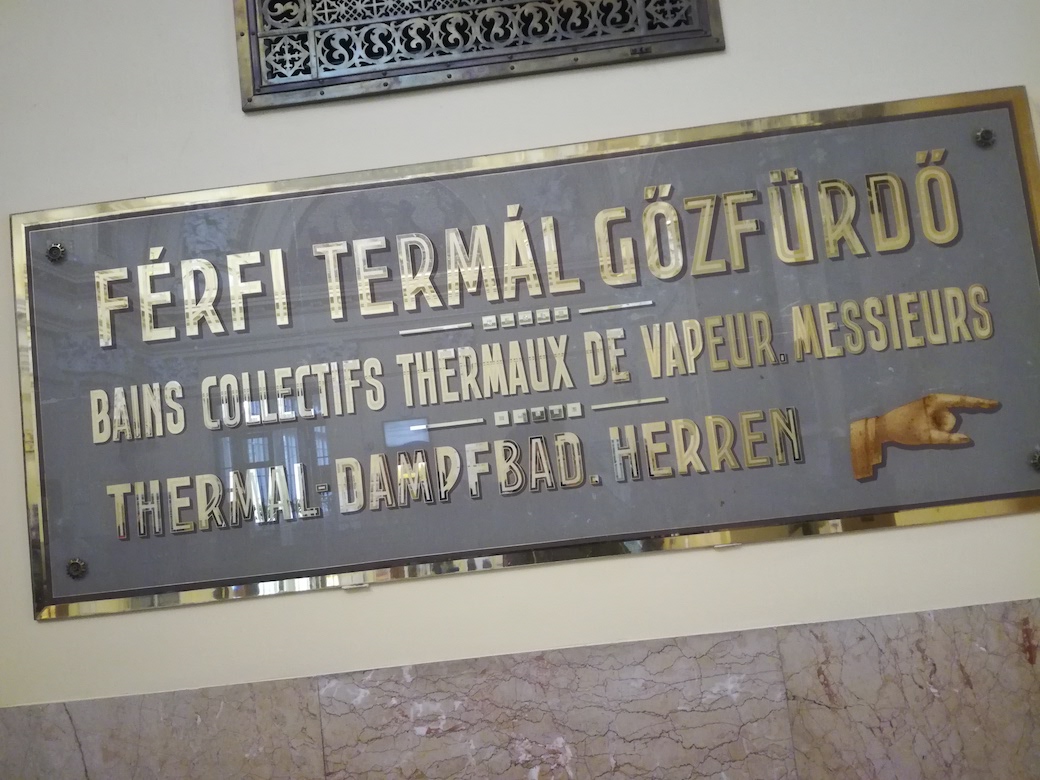 FÉRFI TERMÁL GŐZFÜRDŐ
BAINS COLLECTIFS THERMAUX DE VAPEUR. MESSIEURS
THERMAL-DAMPFBAD. HERREN